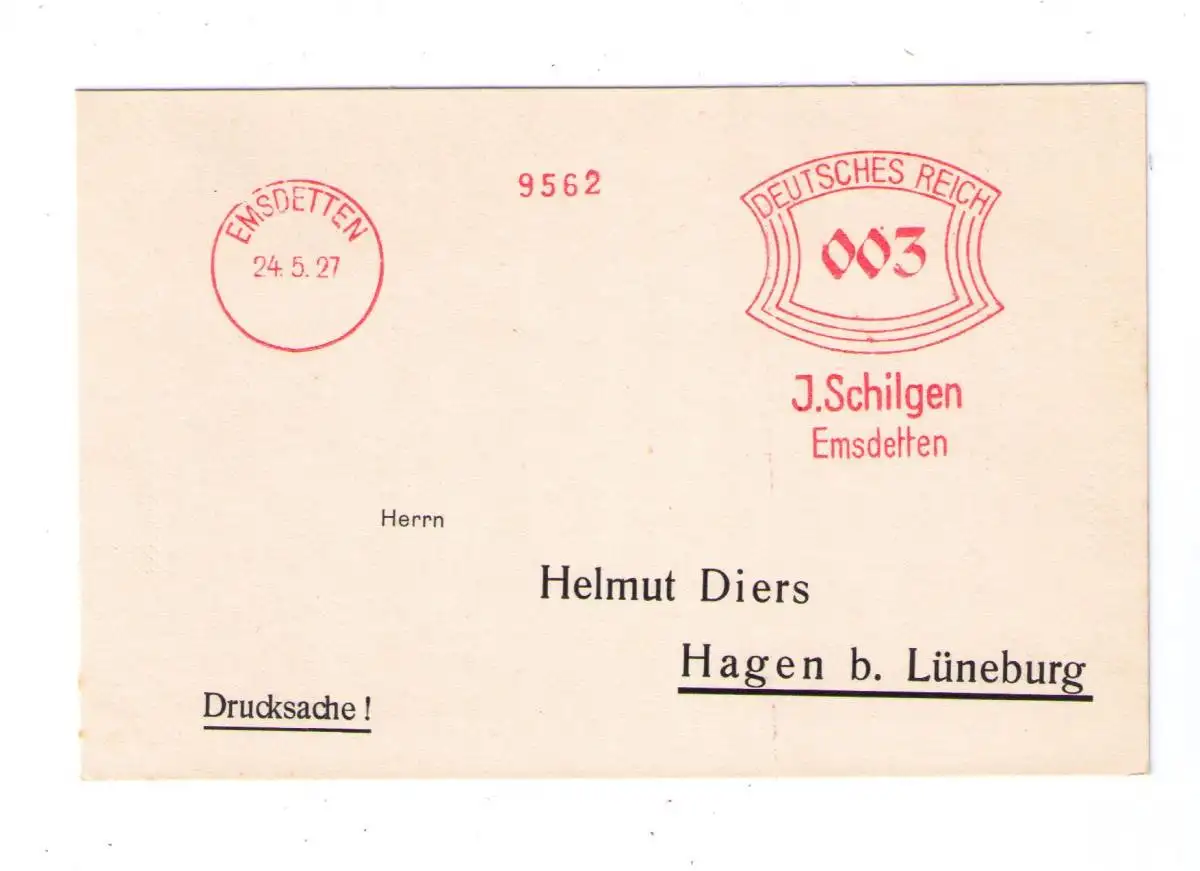 EMSDETTEN
24. 5. 27
9562
DEUTSCHES REICH
003
J.Schilgen
Emsdetten
Herrn
Helmut Diers
Hagen b. Lüneburg
Drucksache!